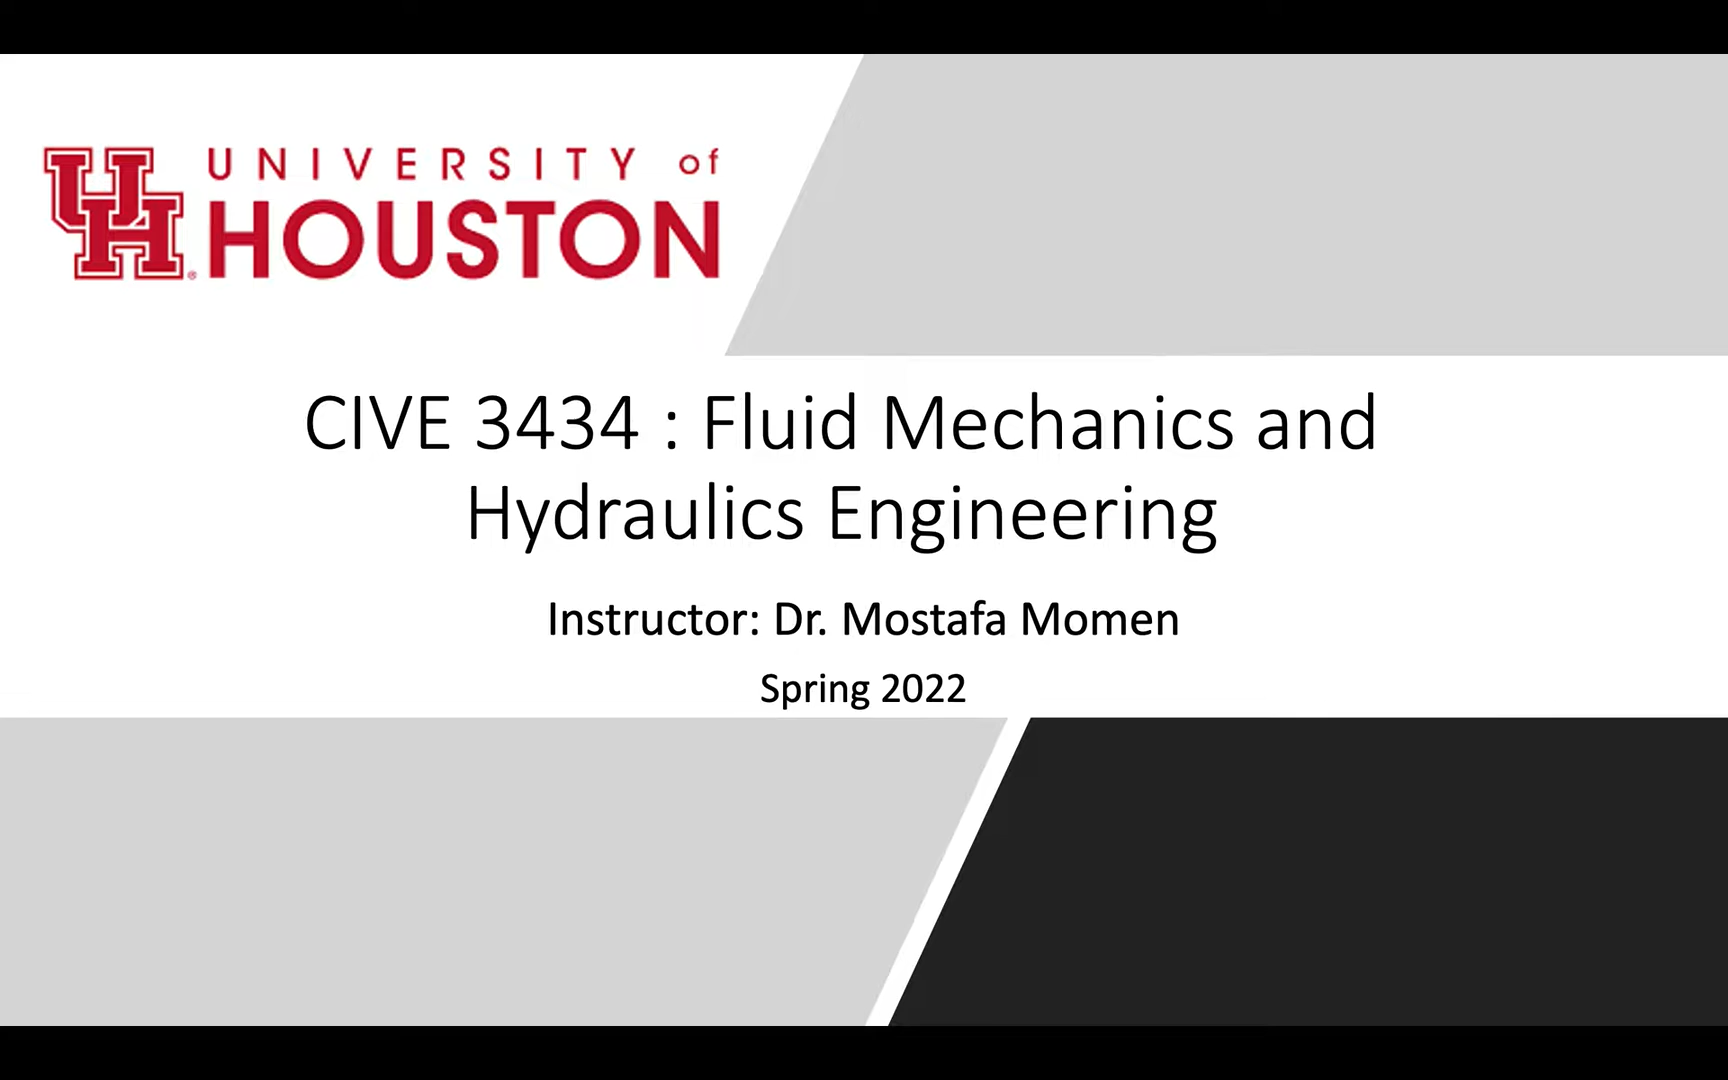 UNIVERSITY of
HOUSTON
CIVE 3434 : Fluid Mechanics and
Hydraulics Engineering
Instructor: Dr. Mostafa Momen
Spring 2022